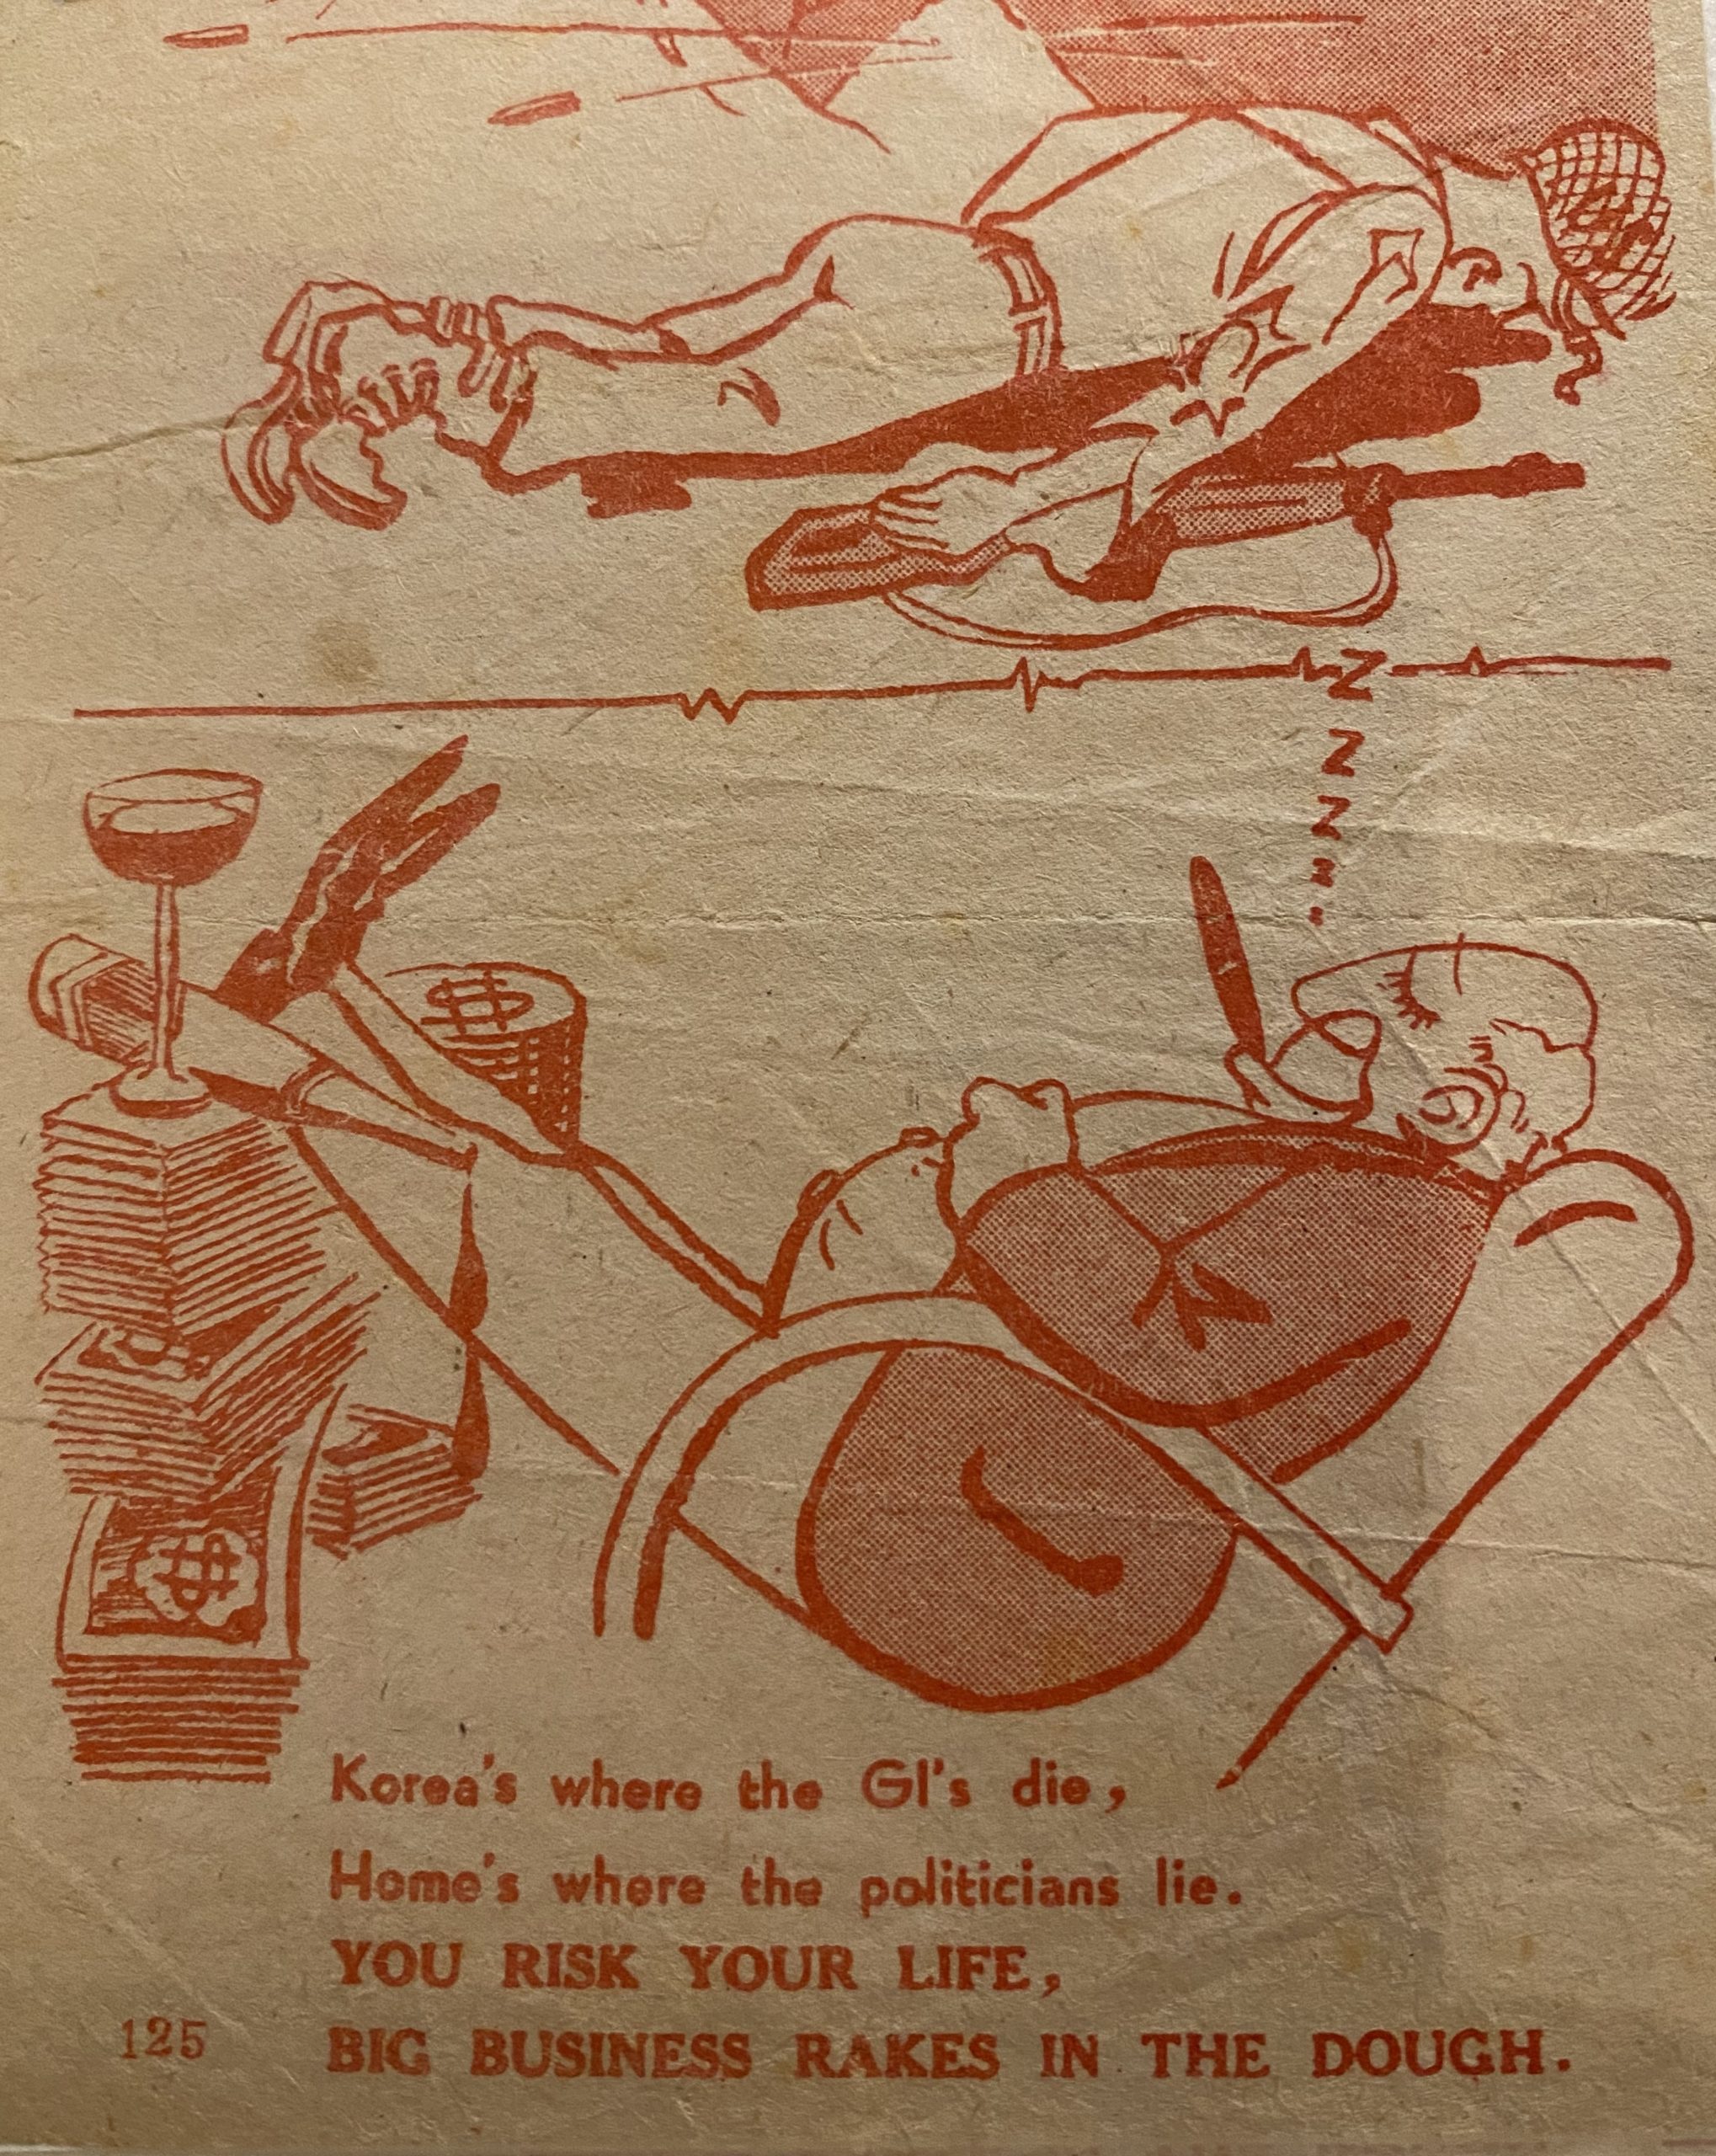 Z
Z
Z
z
$
$
Korea's where the GI's die,
Home's where the politicians lie.
YOU RISK YOUR LIFE,
125 BIG BUSINESS RAKES IN THE DOUGH.